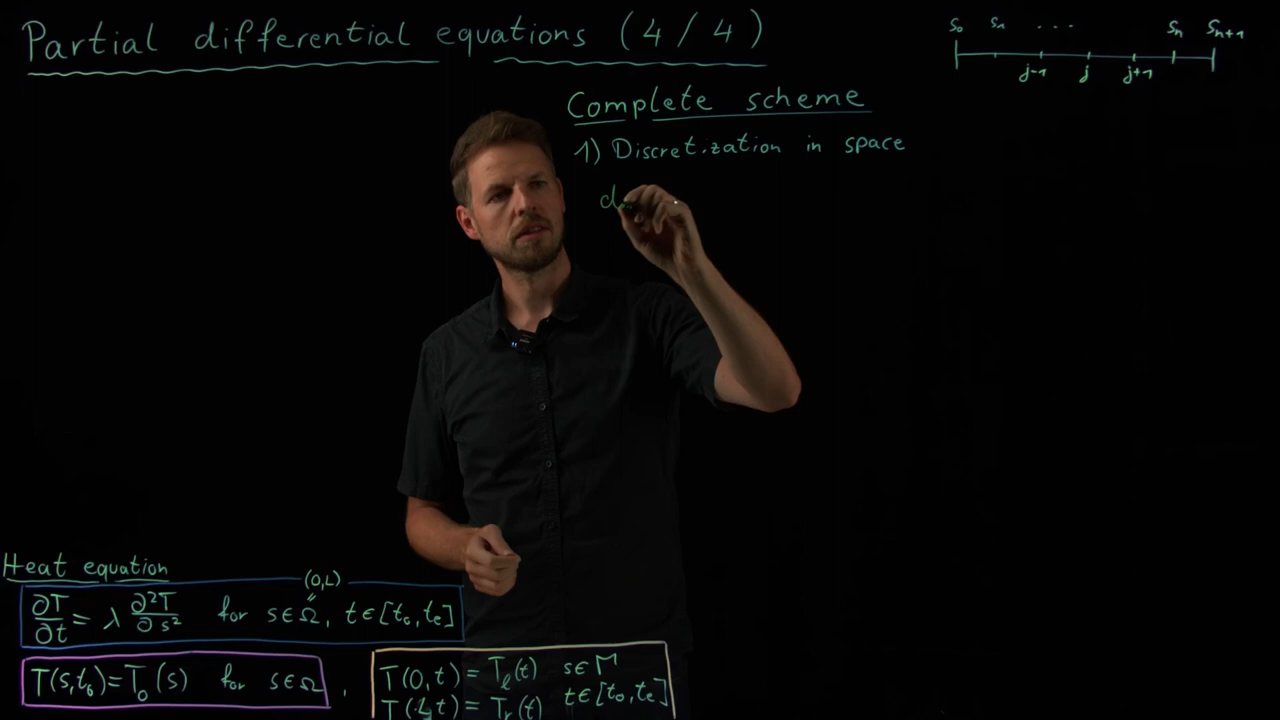 Partial differential equations (4/4)
s₀ s₁ ... sₙ sₙ₊₁
j-1 j j+1
Complete scheme
1) Discretization in space
d
Heat equation
(0,L)
∂T/∂t = λ ∂²T/∂s² for s∈Ω, t∈[t₀,tₑ]
T(s,t₀)=T₀(s) for s∈Ω,
T(0,t) = Tₗ(t) s∈Γ
T(L,t) = Tᵣ(t) t∈[t₀,tₑ]